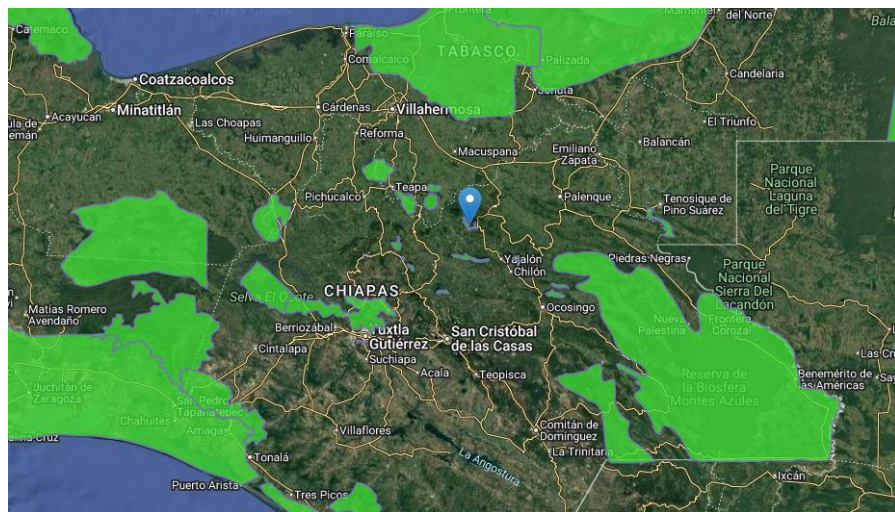 Catemaco
Coatzacoalcos
Minatitlán
Acayucan
Las Choapas
Frontera
Paraíso
Comalcalco
TABASCO
Palizada
Jonuta
Mamantel
del Norte
Candelaria
El Triunfo
Cárdenas
Villahermosa
Huimanguillo
Reforma
Macuspana
Emiliano
Zapata
Balancán
Parque
Nacional
Laguna
del Tigre
Pichucalco
Teapa
Palenque
Tenosique de
Pino Suárez
Yajalón
Chilón
Piedras Negras
Parque
Nacional
Sierra Del
Lacandón
Matías Romero
Avendaño
Selva El Ocote
CHIAPAS
Berriozábal
Tuxtla
Gutiérrez
San Cristóbal
de las Casas
Ocosingo
Nueva
Palestina
Frontera
Corozal
Cintalapa
Suchiapa
Acala
Teopisca
Reserva de
la Biósfera
Montes Azules
Benemérito de
las Américas
Juchitán de
Zaragoza
San Pedro
Tapanatepec
Chahuites
Arriaga
Villaflores
Comitán de
Domínguez
La Trinitaria
Tonalá
La Angostura
Ixcán
Puerto Arista
Tres Picos